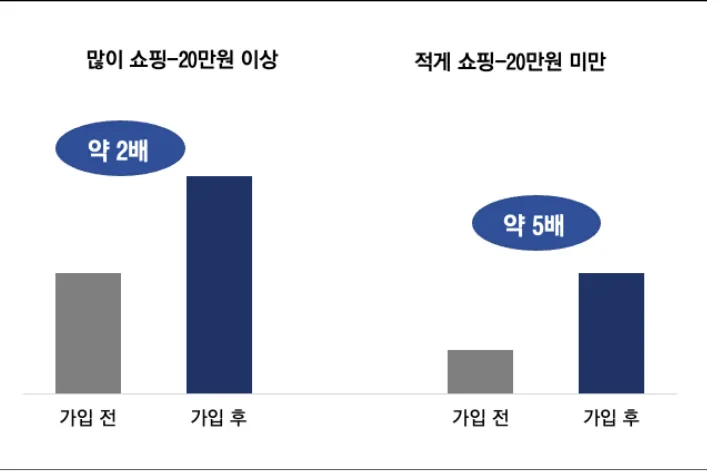 많이 쇼핑-20만원 이상
적게 쇼핑-20만원 미만
약 2배
약 5배
가입 전
가입 후
가입 전
가입 후